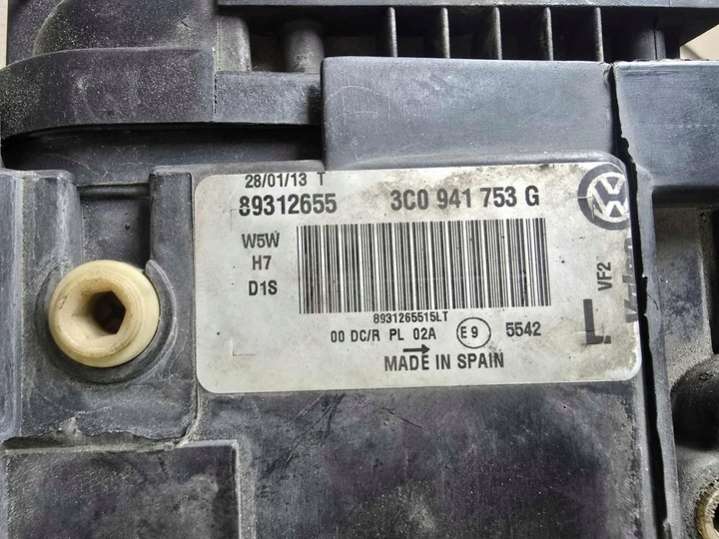 28/01/13 T
89312655 3C0 941 753 G
W5W
H7
D1S
8931265515LT
00 DC/R PL 02A E9 5542
MADE IN SPAIN
VF2
L
Valeo